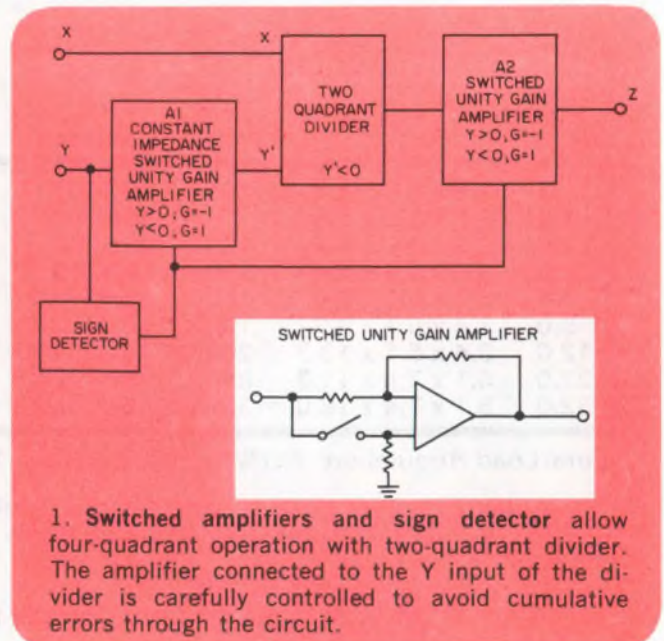 X
X
Y
A1
CONSTANT
IMPEDANCE
SWITCHED
UNITY GAIN
AMPLIFIER
Y>0,G=-1
Y<0,G=1
Y'
TWO
QUADRANT
DIVIDER
Y'<0
A2
SWITCHED
UNITY GAIN
AMPLIFIER
Y>0,G=-1
Y<0,G=1
Z
SIGN
DETECTOR
SWITCHED UNITY GAIN AMPLIFIER
1. Switched amplifiers and sign detector allow
four-quadrant operation with two-quadrant divider.
The amplifier connected to the Y input of the di-
vider is carefully controlled to avoid cumulative
errors through the circuit.